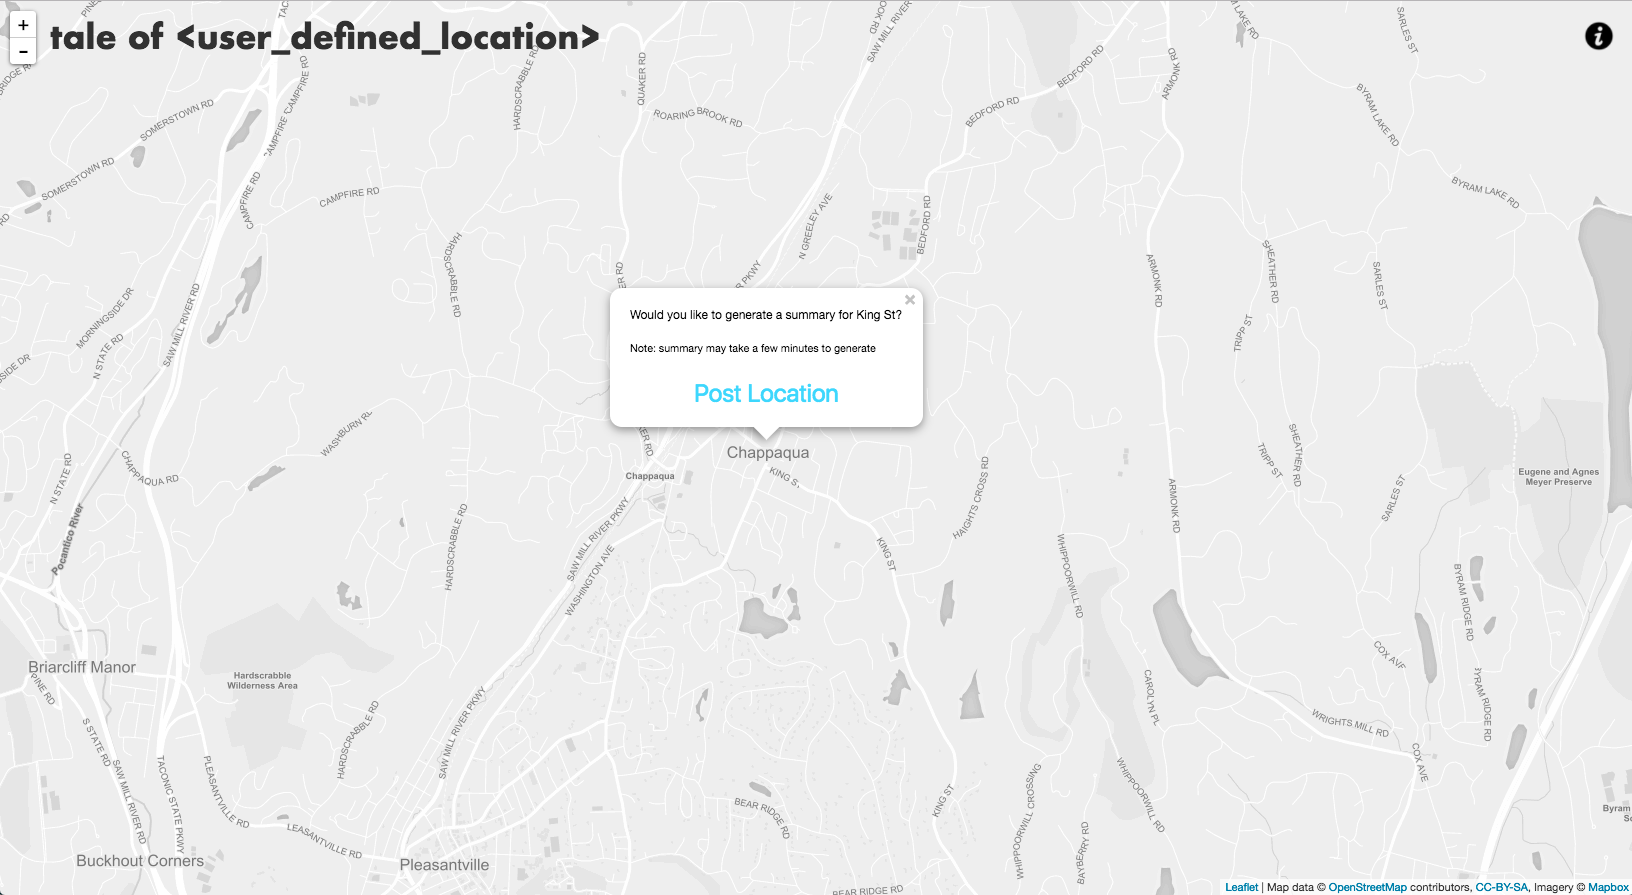 +
-
tale of <user_defined_location>
i
SAW MILL RIVER
QUAKER RD
HARDSCRABBLE RD
CAMPFIRE RD
SOMERSTOWN RD
ROARING BROOK RD
BEDFORD RD
BEDFORD RD
ARMONK RD
SARLES ST
BYRAM LAKE RD
BYRAM LAKE RD
SOMERSTOWN RD
CAMPFIRE RD
CAMPFIRE RD
N GREELEY AVE
BEDFORD RD
HARDSCRABBLE RD
ARMONK RD
SHEATHER RD
SARLES ST
MORNINGSIDE DR
N STATE RD
SAW MILL RIVER RD
TRIPP ST
×
Would you like to generate a summary for King St?
Note: summary may take a few minutes to generate
Post Location
WASHBURN RD
Chappaqua
Chappaqua
KING S
CHAPPAQUA RD
N STATE RD
HAIGHTS CROSS RD
TRIPP ST
SHEATHER RD
SARLES ST
ARMONK RD
Eugene and Agnes
Meyer Preserve
Pocantico River
HARDSCRABBLE RD
SAW MILL RIVER PKWY
WASHINGTON AVE
KING ST
WHIPPOORWILL RD
BYRAM RIDGE RD
Briarcliff Manor
Hardscrabble
Wilderness Area
PINE RD
COX AVE
BYRAM RIDGE RD
CAROLYN PL
WRIGHTS MILL RD
S STATE RD
HARDSCRABBLE RD
SAW MILL RIVER PKWY
COX AVE
SAW MILL RIVER RD
TACONIC STATE PKWY
PLEASANTVILLE RD
LEASANTVILLE RD
BEAR RIDGE RD
KING ST
WHIPPOORWILL CROSSING
WHIPPOORWILL RD
BAYBERRY RD
Buckhout Corners
Pleasantville
BEAR RIDGE RD
Byram
Leaflet | Map data © OpenStreetMap contributors, CC-BY-SA, Imagery © Mapbox